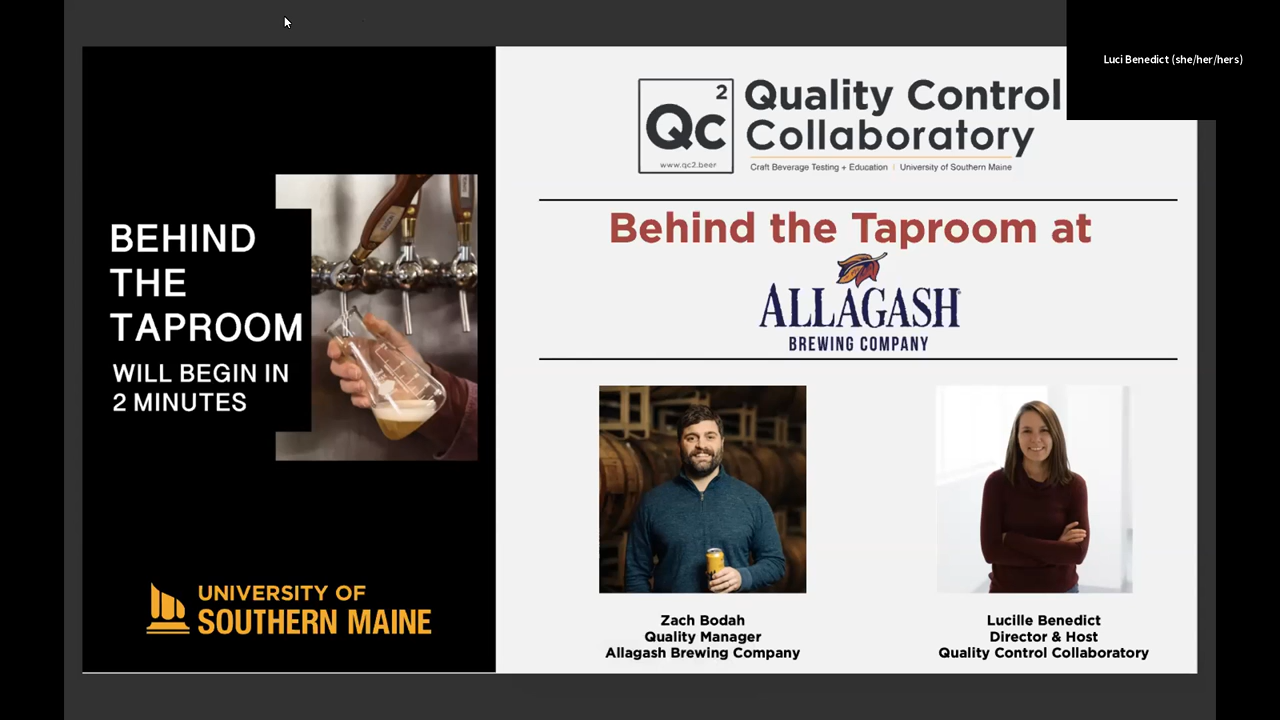 Luci Benedict (she/her/hers)
2
Qc
www.qc2.beer
Quality Control
Collaboratory
Craft Beverage Testing + Education | University of Southern Maine
BEHIND
THE
TAPROOM
WILL BEGIN IN
2 MINUTES
Behind the Taproom at
ALLAGASH
BREWING COMPANY
UNIVERSITY OF
SOUTHERN MAINE
Zach Bodah
Quality Manager
Allagash Brewing Company
Lucille Benedict
Director & Host
Quality Control Collaboratory